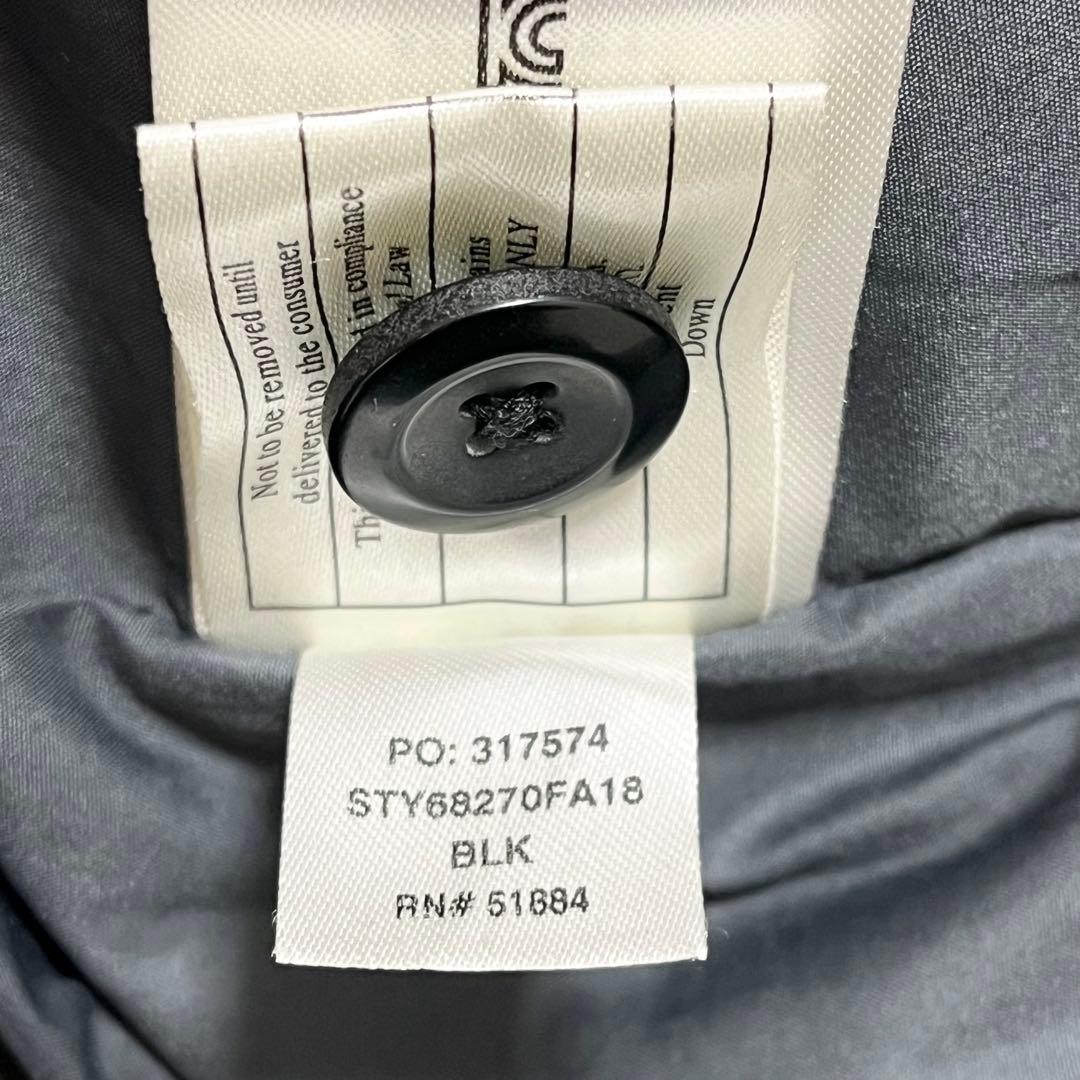 Not to be removed until
delivered to the consumer
in compliance
Law
NLY
Down
PO: 317574
STY68270FA18
BLK
RN# 51884